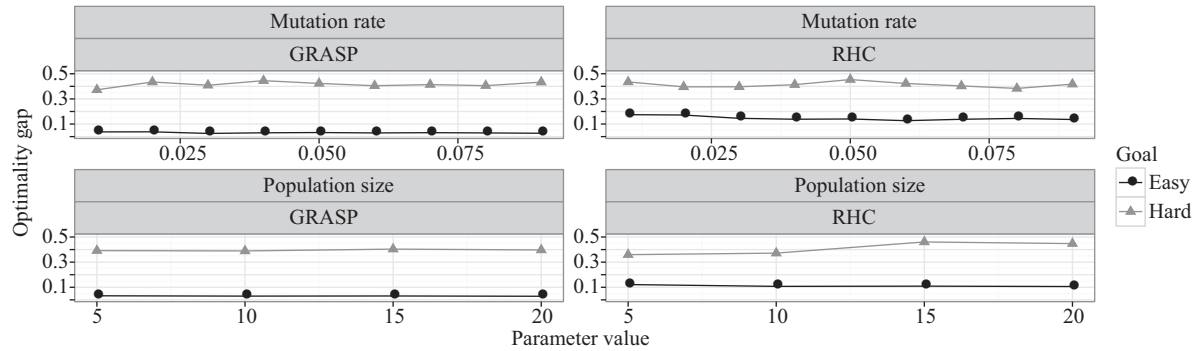 Mutation rate
GRASP
Mutation rate
RHC
0.5
0.3
0.1
0.5
0.3
0.1
0.025
0.050
0.075
0.025
0.050
0.075
Optimality gap
Population size
GRASP
Population size
RHC
0.5
0.3
0.1
0.5
0.3
0.1
5
10
15
20
5
10
15
20
Parameter value
Goal
Easy
Hard